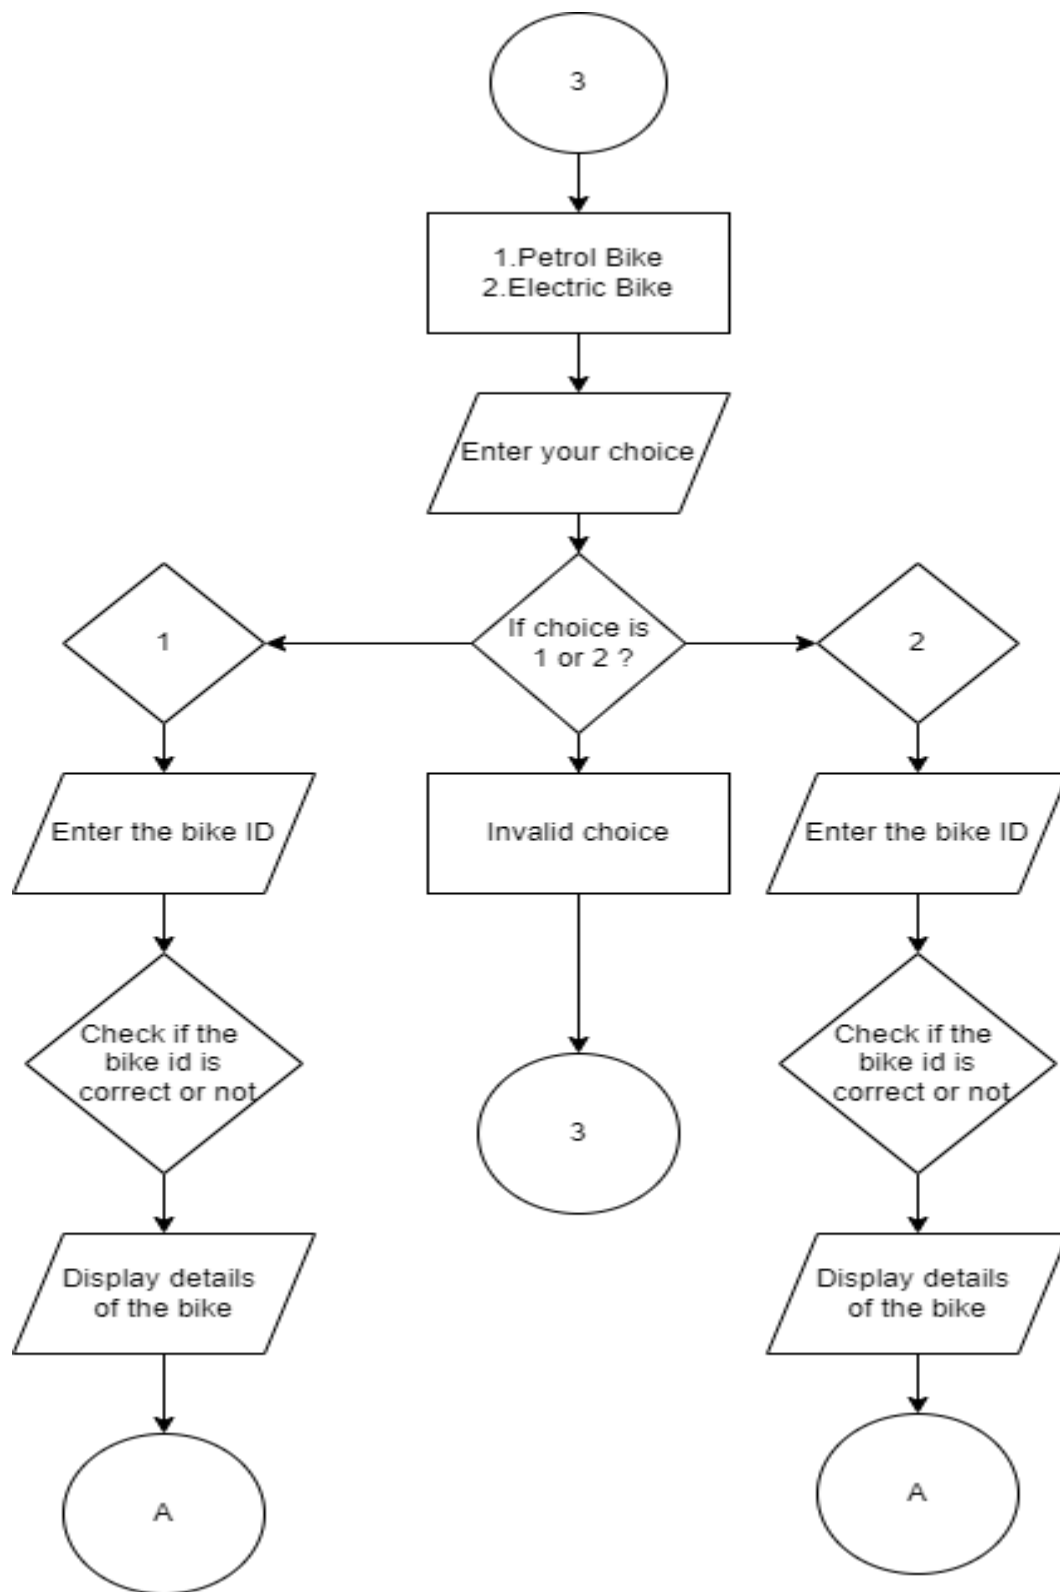 3
1.Petrol Bike
2.Electric Bike
Enter your choice
If choice is
1 or 2 ?
1
2
Enter the bike ID
Invalid choice
Enter the bike ID
Check if the
bike id is
correct or not
3
Check if the
bike id is
correct or not
Display details
of the bike
Display details
of the bike
A
A